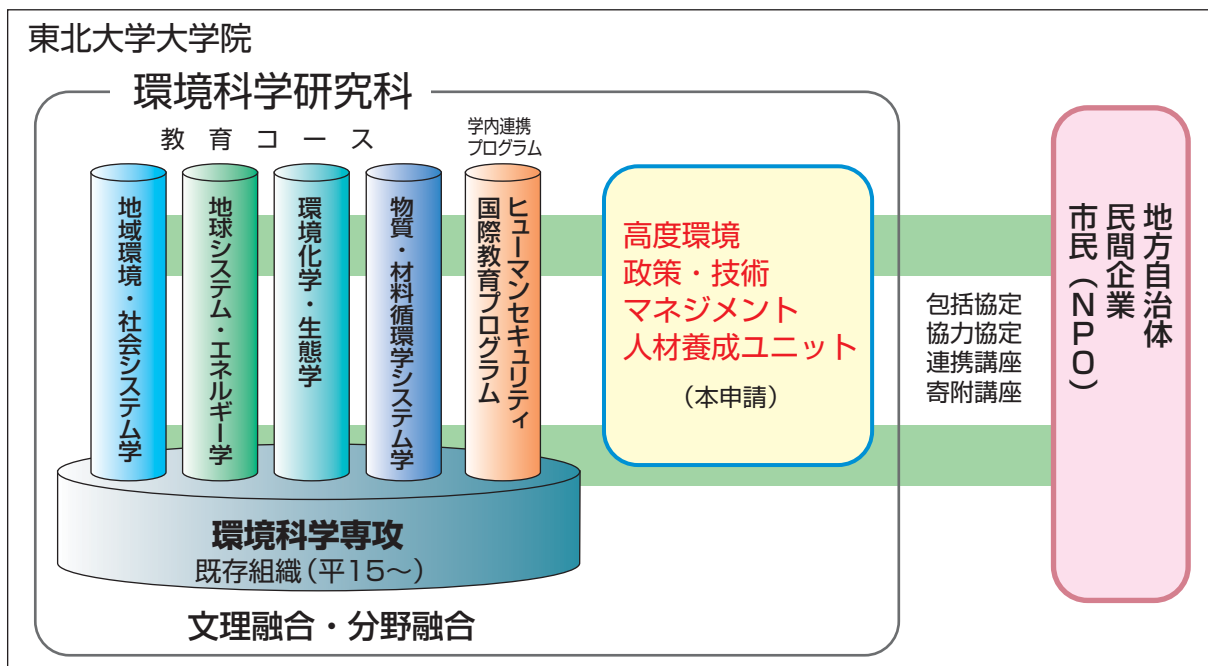 東北大学大学院
環境科学研究科
教育コース
学内連携
プログラム
地域環境・社会システム学
地球システム・エネルギー学
環境化学・生態学
物質・材料循環学システム学
ヒューマンセキュリティ
国際教育プログラム
高度環境
政策・技術
マネジメント
人材養成ユニット
（本申請）
包括協定
協力協定
連携講座
寄附講座
地方自治体
民間企業
市民（NPO）
環境科学専攻
既存組織（平15～）
文理融合・分野融合